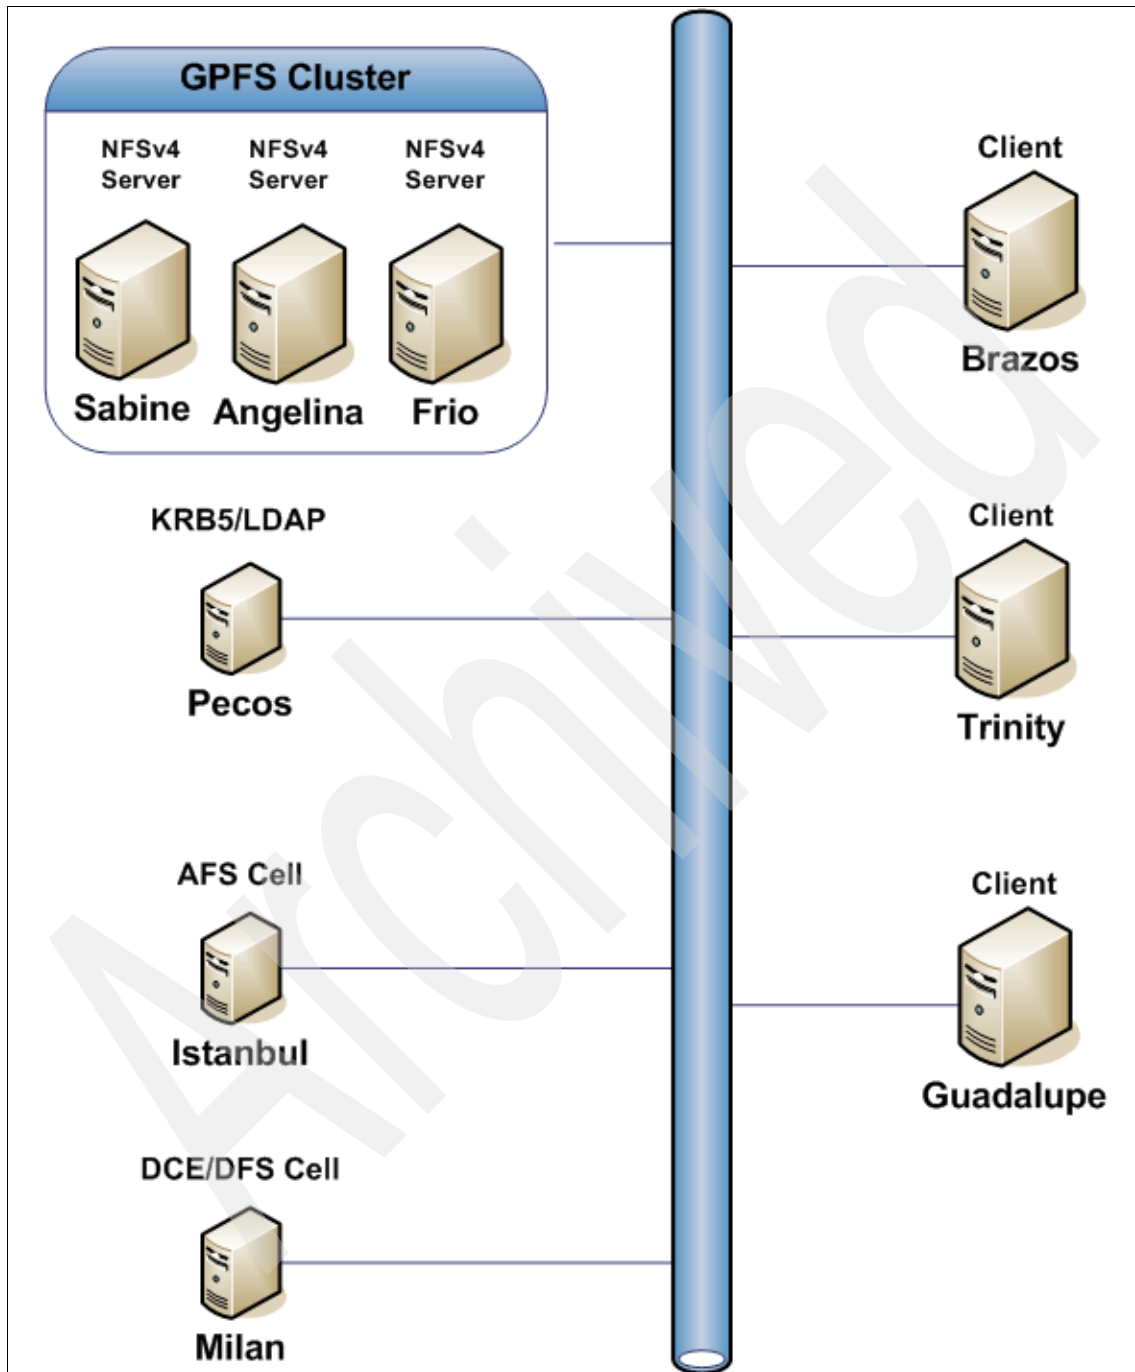 GPFS Cluster
NFSv4
Server
NFSv4
Server
NFSv4
Server
Sabine
Angelina
Frio
Client
Brazos
KRB5/LDAP
Pecos
Client
Trinity
AFS Cell
Istanbul
Client
Guadalupe
DCE/DFS Cell
Milan
Archived